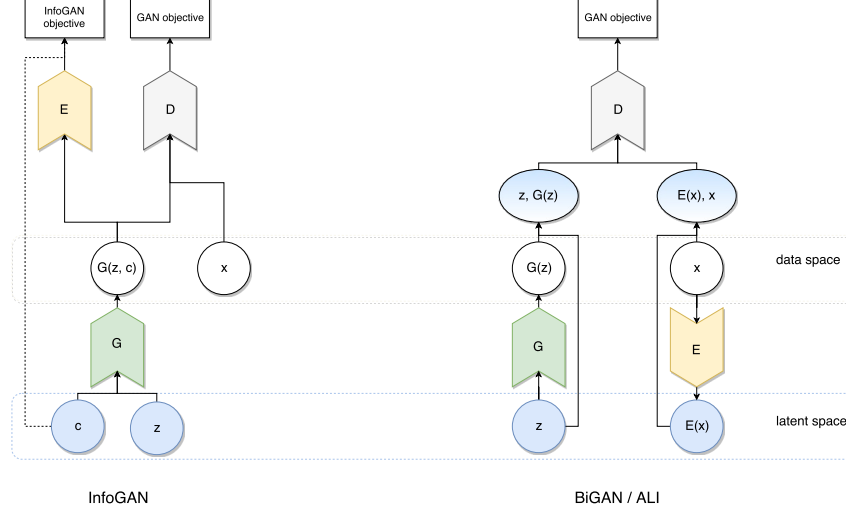 InfoGAN
objective
GAN objective
GAN objective
E
D
D
z, G(z)
E(x), x
G(z, c)
x
G(z)
x
data space
G
G
E
c
z
z
E(x)
latent space
InfoGAN
BiGAN / ALI